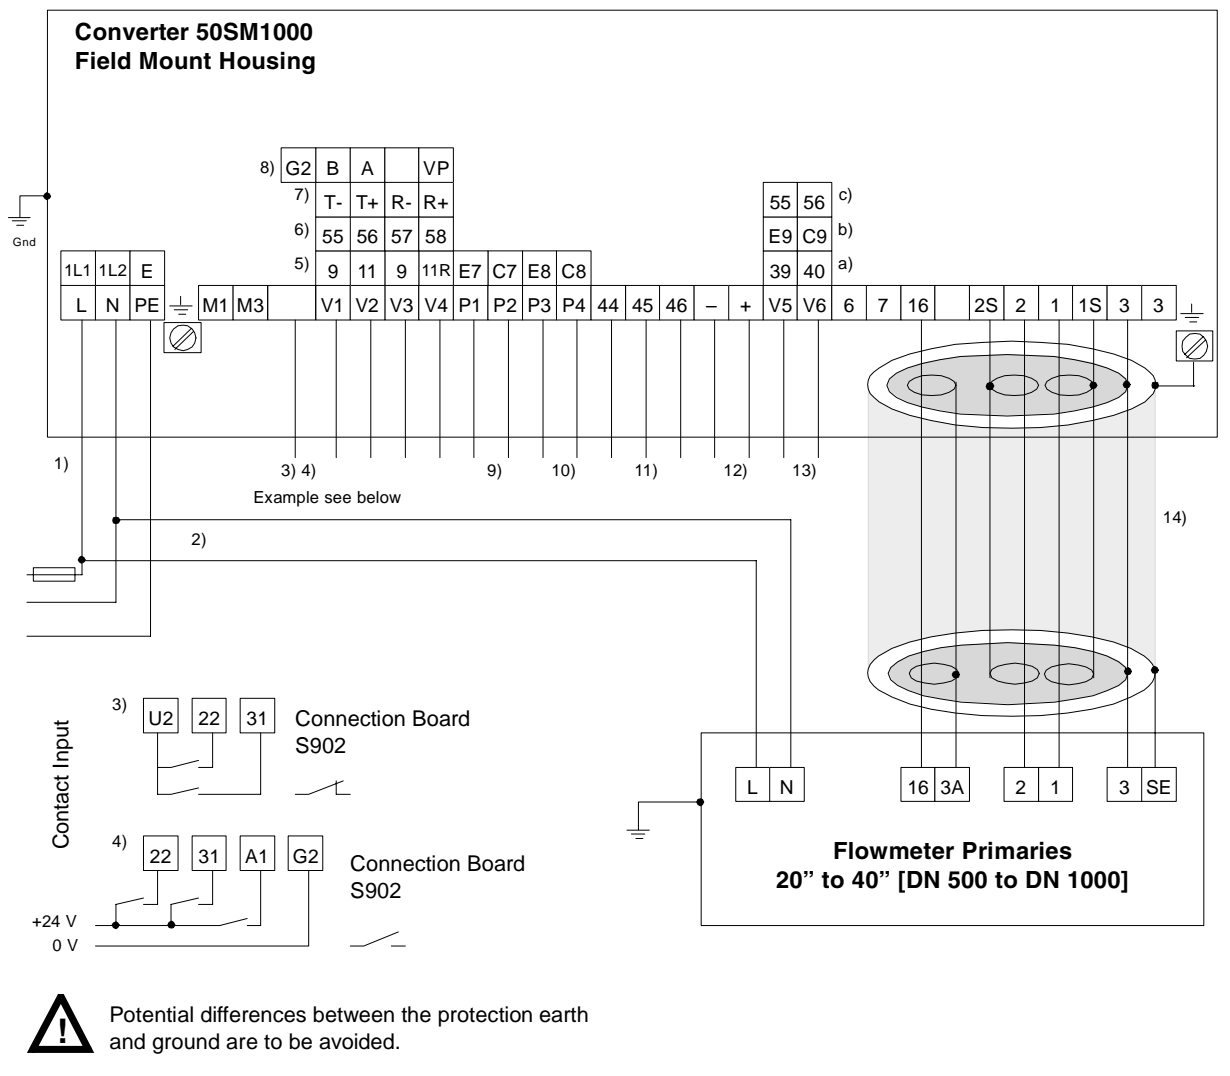 Converter 50SM1000
Field Mount Housing
8) G2 B A VP
7) T- T+ R- R+
55 56 c)
6) 55 56 57 58
E9 C9 b)
Gnd
1L1 1L2 E
5) 9 11 9 11R E7 C7 E8 C8
39 40 a)
L N PE M1 M3 V1 V2 V3 V4 P1 P2 P3 P4 44 45 46 – + V5 V6 6 7 16 2S 2 1 1S 3 3
1) 3) 4) 9) 10) 11) 12) 13)
Example see below
14)
2)
Contact Input
3) U2 22 31
Connection Board
S902
4) 22 31 A1 G2
Connection Board
S902
+24 V
0 V
L N 16 3A 2 1 3 SE
Flowmeter Primaries
20” to 40” [DN 500 to DN 1000]
!
Potential differences between the protection earth
and ground are to be avoided.